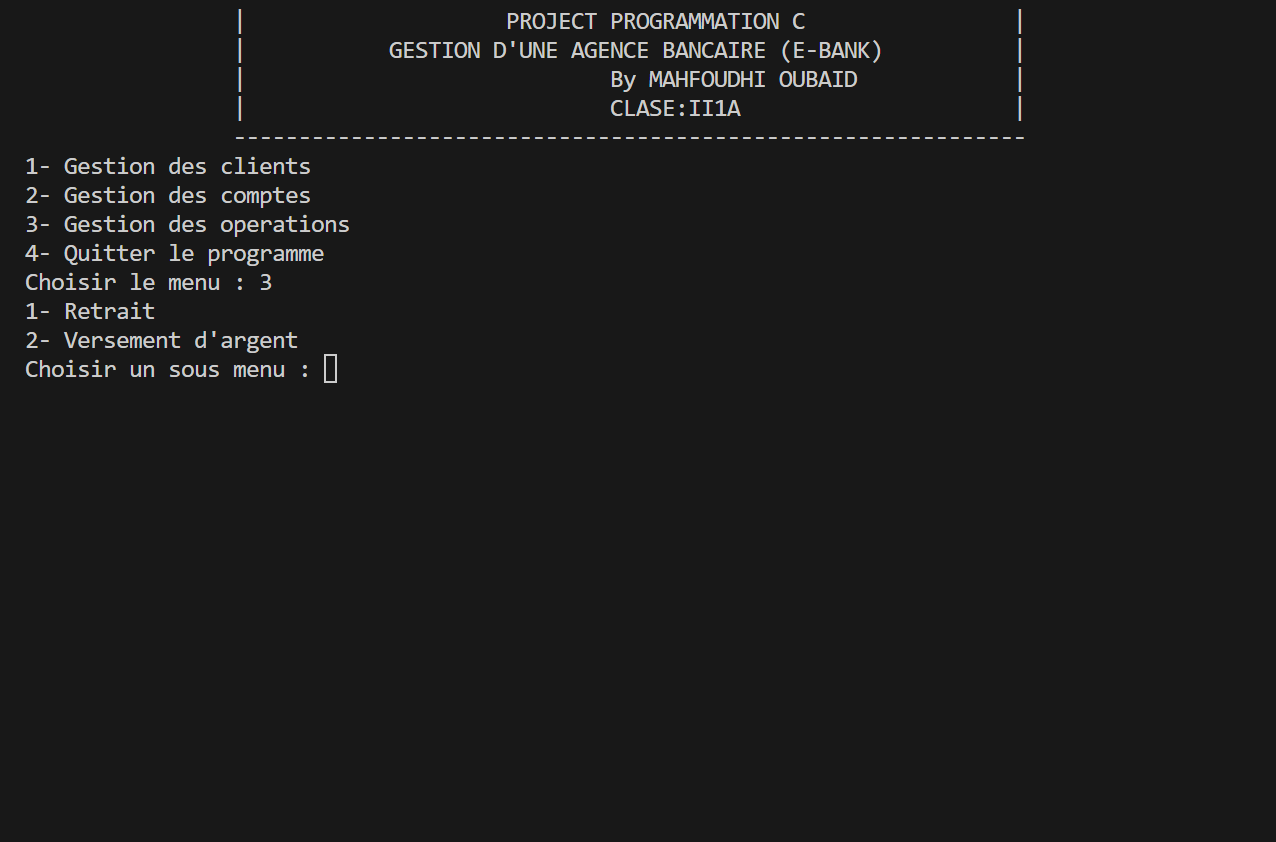 |                    PROJECT PROGRAMMATION C                |
|           GESTION D'UNE AGENCE BANCAIRE (E-BANK)          |
|                            By MAHFOUDHI OUBAID            |
|                            CLASE:II1A                     |
-------------------------------------------------------------
1- Gestion des clients
2- Gestion des comptes
3- Gestion des operations
4- Quitter le programme
Choisir le menu : 3
1- Retrait
2- Versement d'argent
Choisir un sous menu :